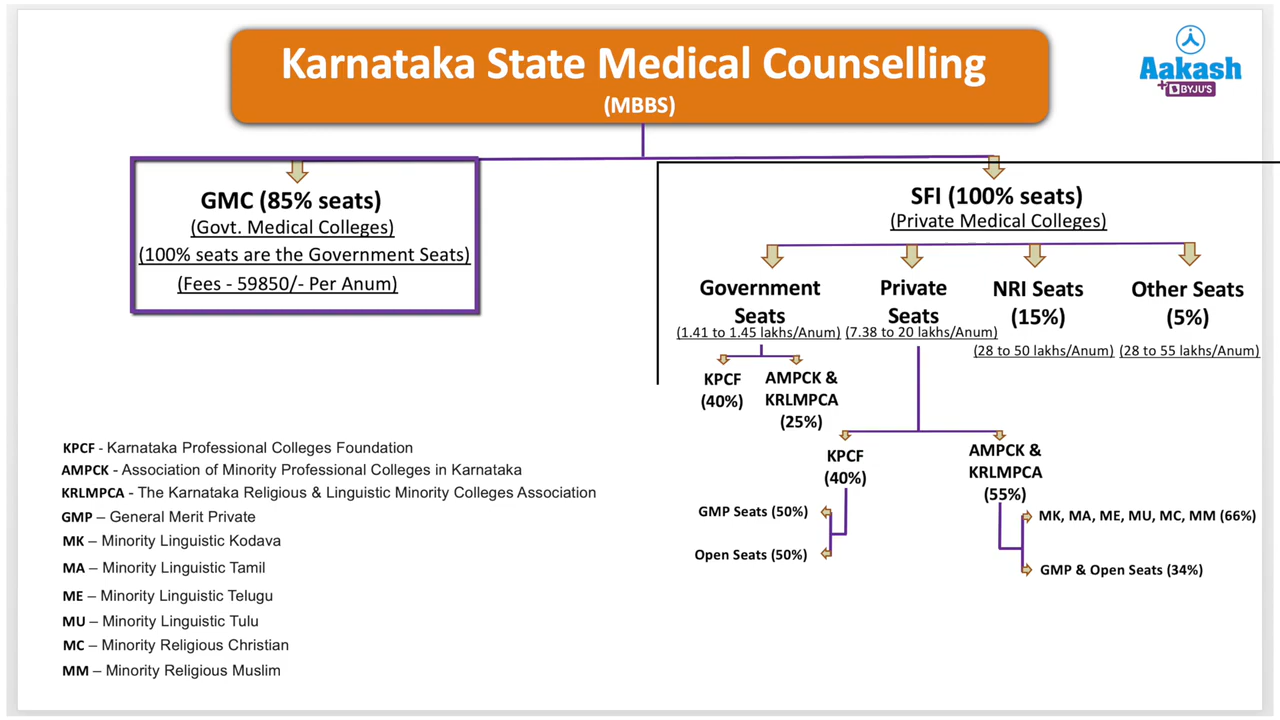 Karnataka State Medical Counselling
(MBBS)
Aakash
+ BYJU'S
GMC (85% seats)
(Govt. Medical Colleges)
(100% seats are the Government Seats)
(Fees - 59850/- Per Anum)
SFI (100% seats)
(Private Medical Colleges)
Government
Seats
(1.41 to 1.45 lakhs/Anum)
Private
Seats
(7.38 to 20 lakhs/Anum)
NRI Seats
(15%)
(28 to 50 lakhs/Anum)
Other Seats
(5%)
(28 to 55 lakhs/Anum)
KPCF
(40%)
AMPCK &
KRLMPCA
(25%)
KPCF
(40%)
AMPCK &
KRLMPCA
(55%)
GMP Seats (50%)
Open Seats (50%)
MK, MA, ME, MU, MC, MM (66%)
GMP & Open Seats (34%)
KPCF - Karnataka Professional Colleges Foundation
AMPCK - Association of Minority Professional Colleges in Karnataka
KRLMPCA - The Karnataka Religious & Linguistic Minority Colleges Association
GMP – General Merit Private
MK – Minority Linguistic Kodava
MA – Minority Linguistic Tamil
ME – Minority Linguistic Telugu
MU – Minority Linguistic Tulu
MC – Minority Religious Christian
MM – Minority Religious Muslim